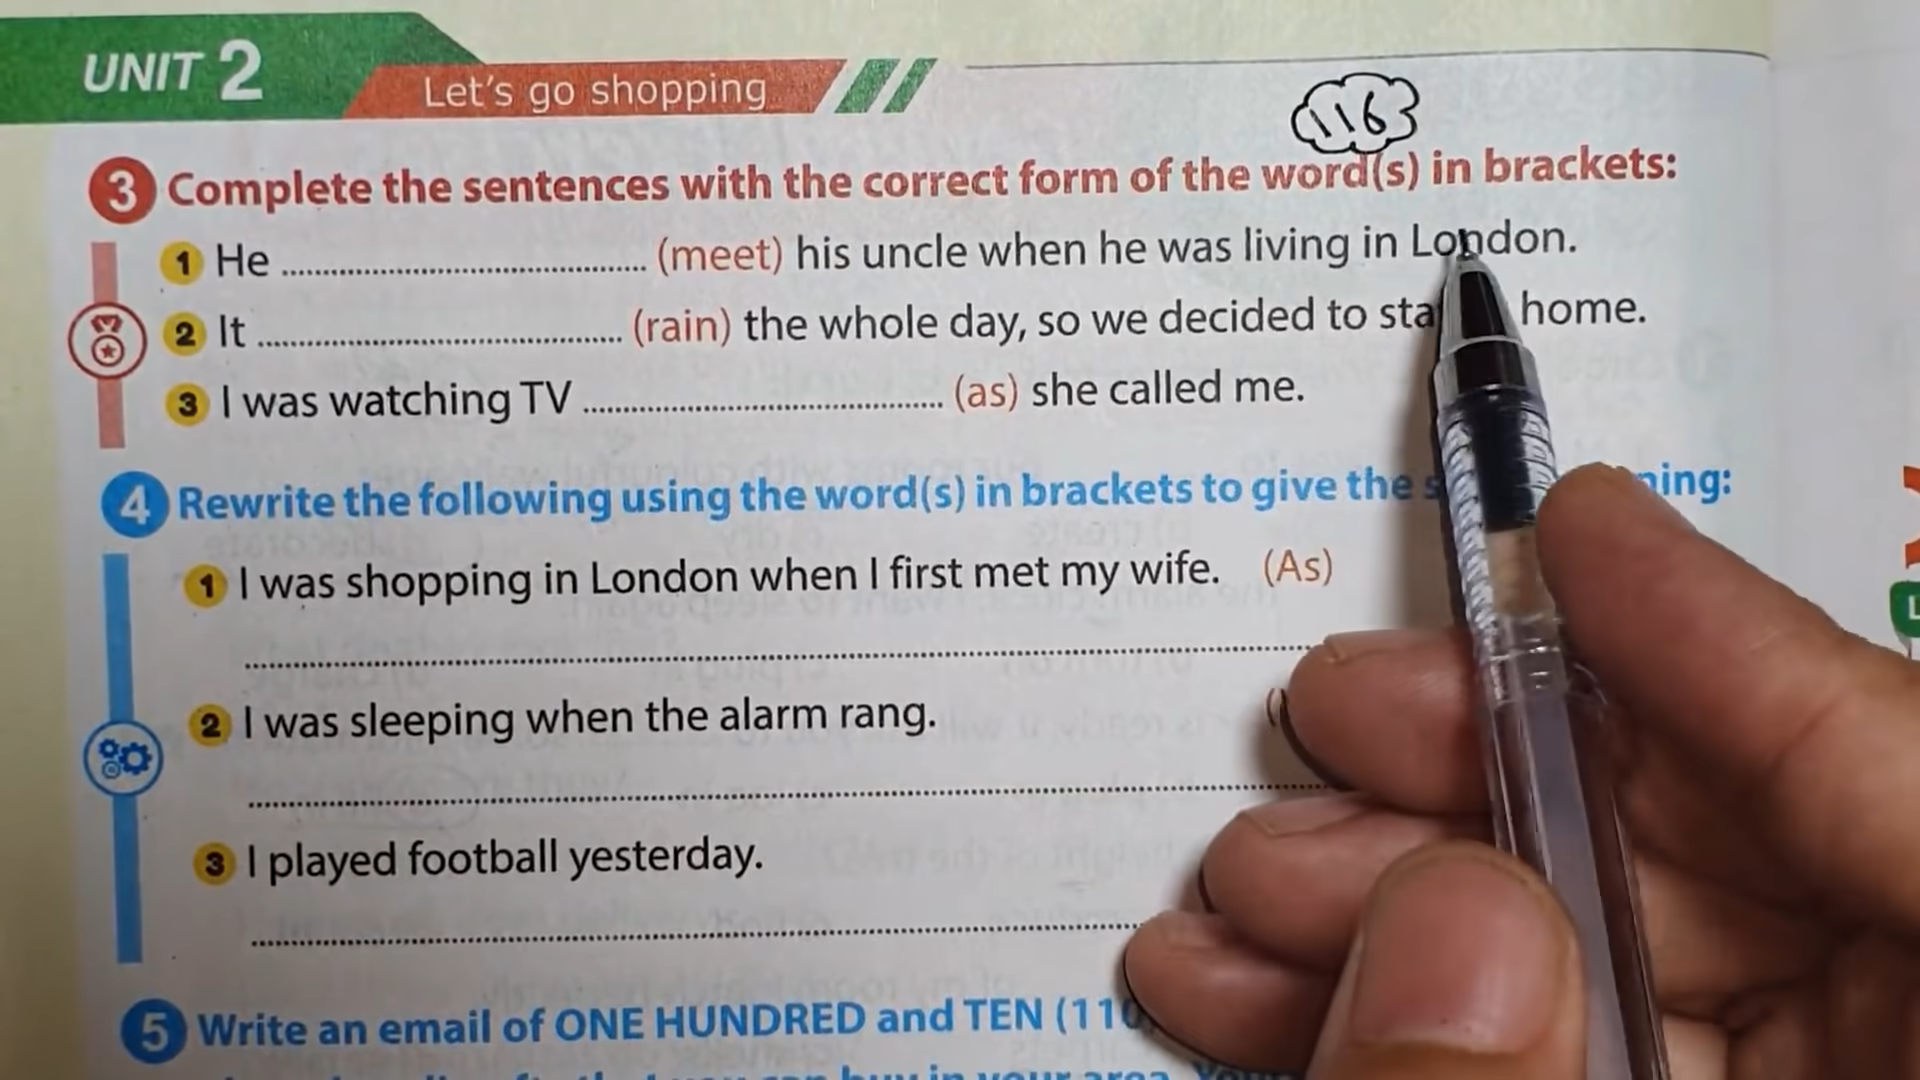 UNIT 2
Let's go shopping
1163
3 Complete the sentences with the correct form of the word(s) in brackets:
1 He .................... (meet) his uncle when he was living in London.
2 It .................... (rain) the whole day, so we decided to home.
3 I was watching TV .................... (as) she called me.
4 Rewrite the following using the word(s) in brackets to give the
1 I was shopping in London when I first met my wife. (As)
2 I was sleeping when the alarm rang.
3 I played football yesterday.
5 Write an email of ONE HUNDRED and TEN (110